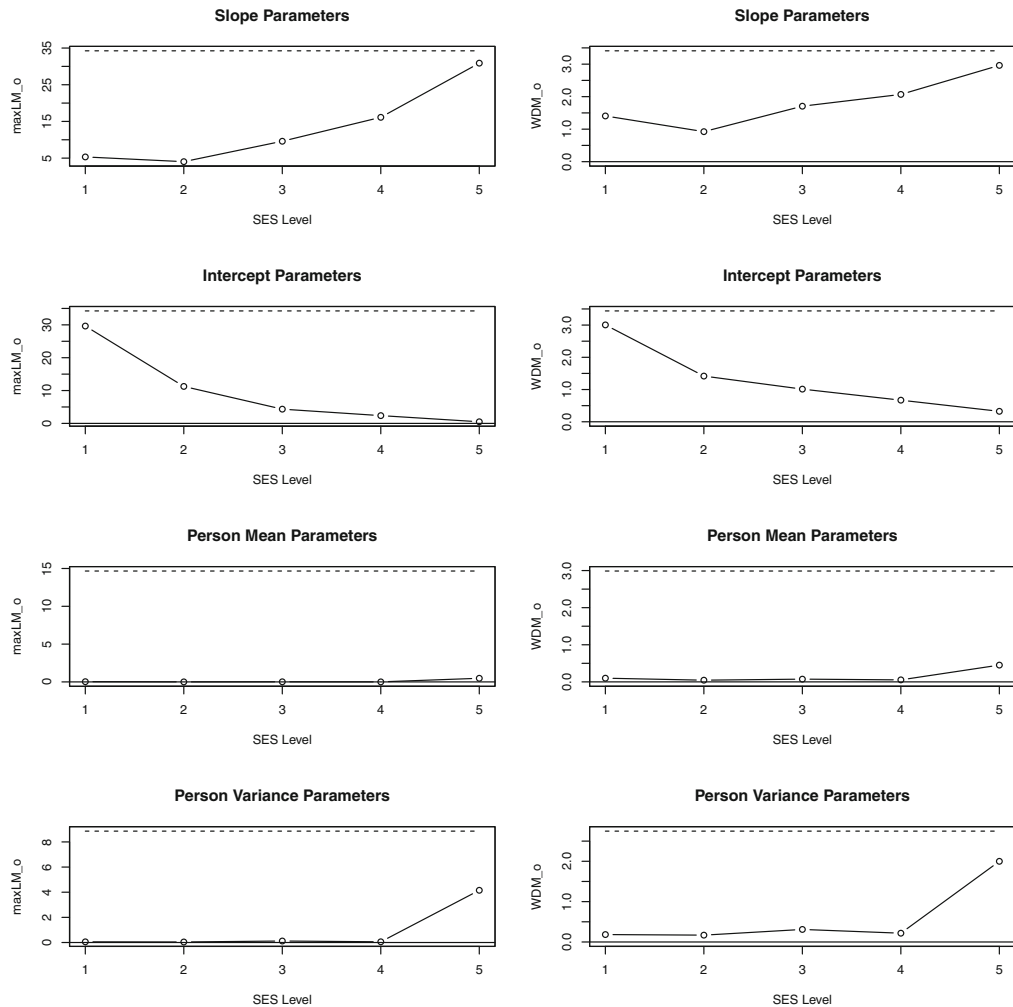 Slope Parameters
maxLM_o
5
15
25
35
1 2 3 4 5
SES Level
Slope Parameters
WDM_o
0.0
1.0
2.0
3.0
1 2 3 4 5
SES Level
Intercept Parameters
maxLM_o
0
10
20
30
1 2 3 4 5
SES Level
Intercept Parameters
WDM_o
0.0
1.0
2.0
3.0
1 2 3 4 5
SES Level
Person Mean Parameters
maxLM_o
0
5
10
15
1 2 3 4 5
SES Level
Person Mean Parameters
WDM_o
0.0
1.0
2.0
3.0
1 2 3 4 5
SES Level
Person Variance Parameters
maxLM_o
0
2
4
6
8
1 2 3 4 5
SES Level
Person Variance Parameters
WDM_o
0.0
1.0
2.0
1 2 3 4 5
SES Level